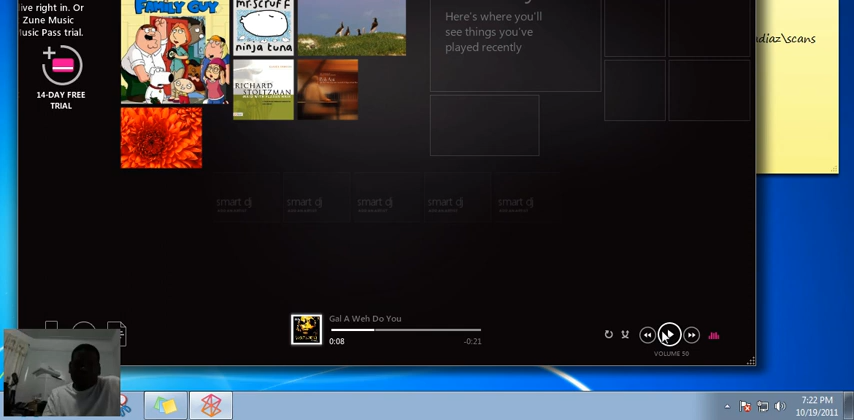 ive right in. Or
Zune Music
usic Pass trial.
14-DAY FREE
TRIAL
FAMILY GUY
mr.scruff
ninja tuna
RICHARD
STOLTZMAN
Here's where you'll
see things you've
played recently
udiaz\scans
smart dj
smart dj
smart dj
smart dj
smart dj
Gal A Weh Do You
0:08
-0:21
VOLUME 50
7:22 PM
10/19/2011